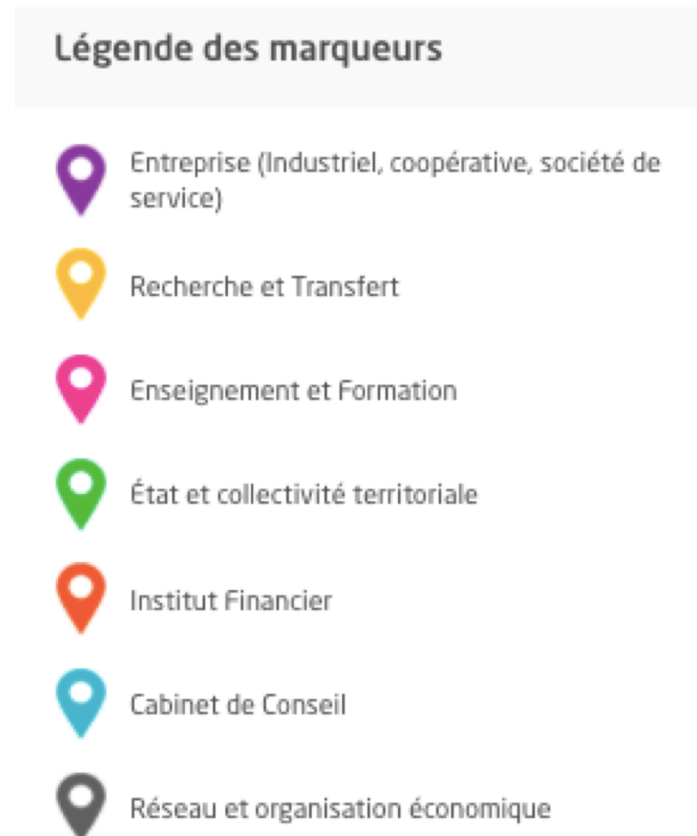 Légende des marqueurs
Entreprise (Industriel, coopérative, société de
service)
Recherche et Transfert
Enseignement et Formation
État et collectivité territoriale
Institut Financier
Cabinet de Conseil
Réseau et organisation économique